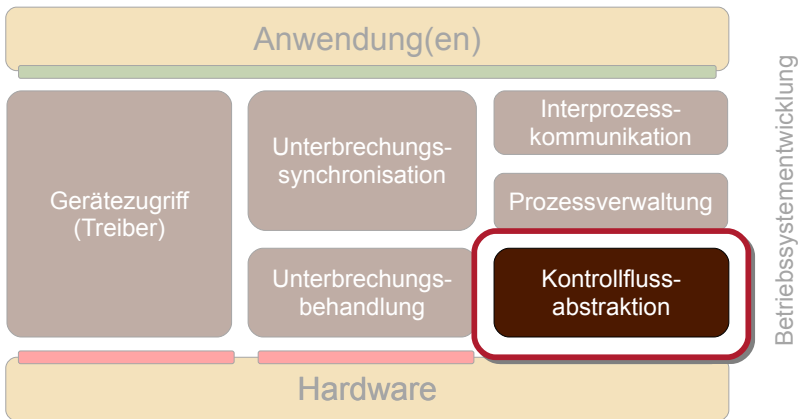 Anwendung(en)
Gerätezugriff
(Treiber)
Unterbrechungs-
synchronisation
Interprozess-
kommunikation
Prozessverwaltung
Unterbrechungs-
behandlung
Kontrollfluss-
abstraktion
Hardware
Betriebssystementwicklung